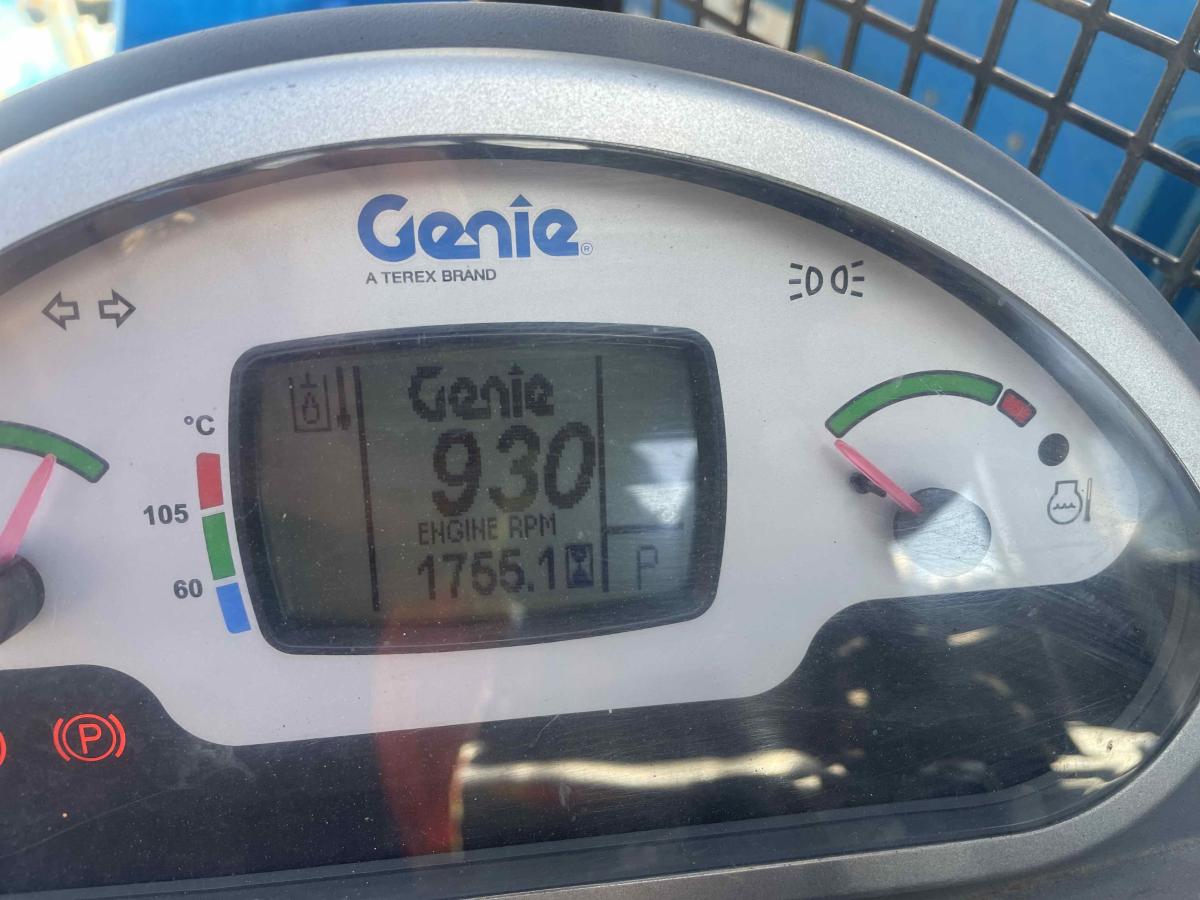 Genie®
A TEREX BRAND
°C
105
60
Genie
930
ENGINE RPM
1755.1
P
P